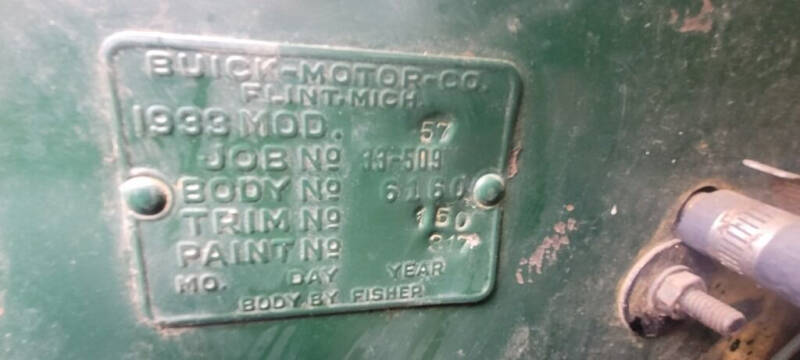 BUICK-MOTOR-CO.
FLINT.MICH.
1933 MOD. 57
JOB No 33-509
BODY No 6160
TRIM No 150
PAINT No 317
MO. DAY YEAR
BODY BY FISHER